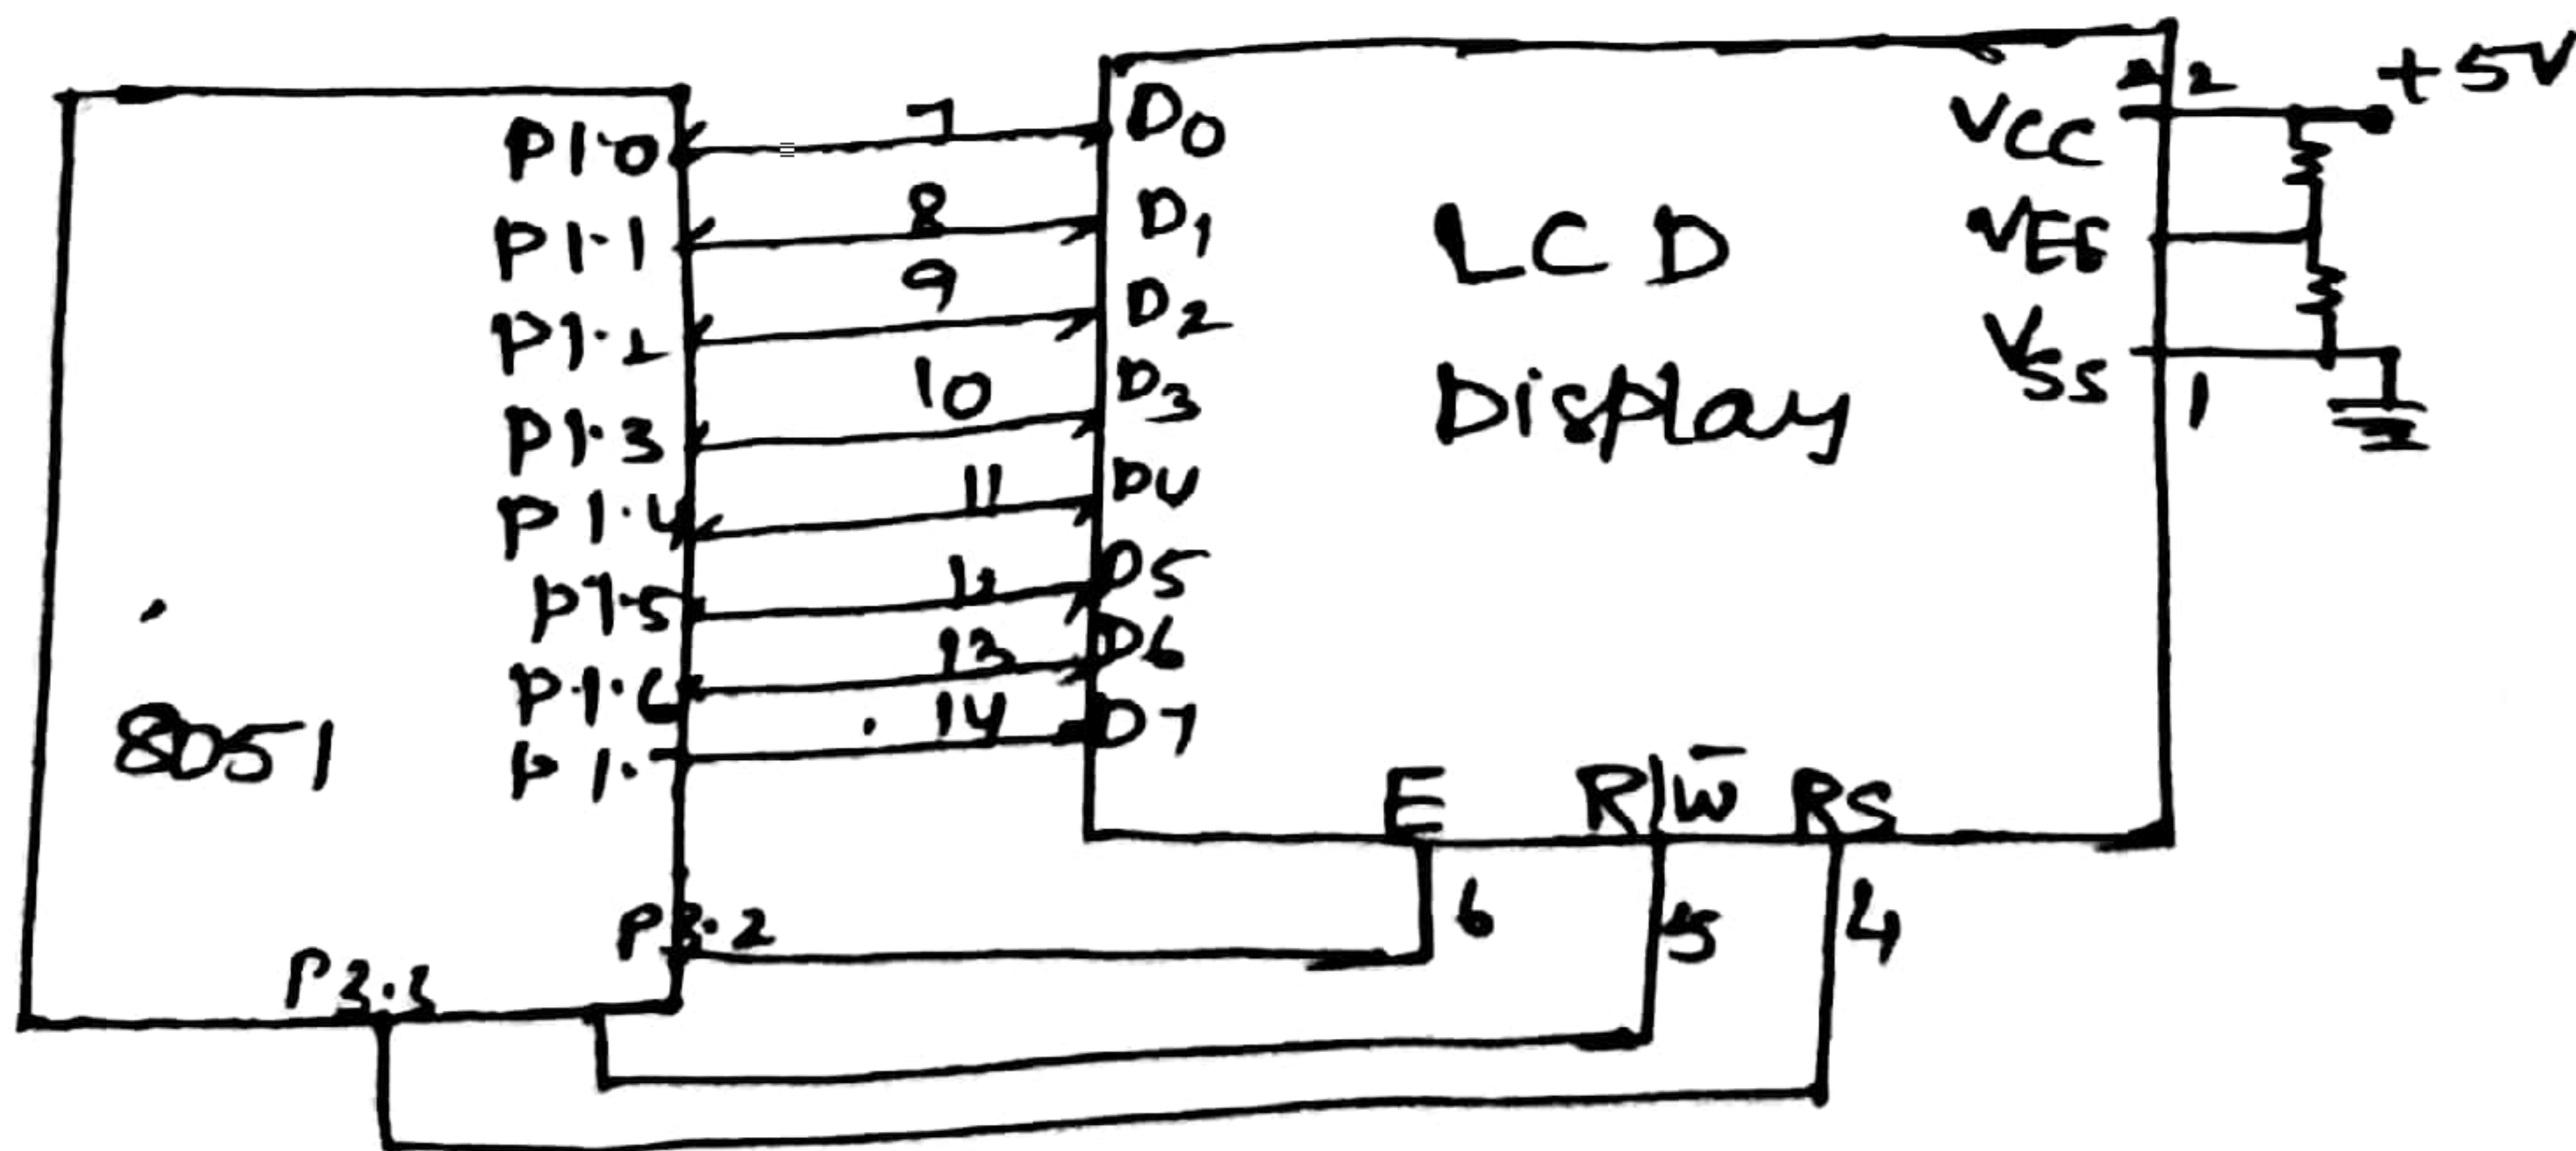 P1.0 7 D0
P1.1 8 D1
P1.2 9 D2
P1.3 10 D3
P1.4 11 D4
P1.5 12 D5
P1.6 13 D6
P1. 14 D7
8051
P3.2
P3.3
LCD
Display
VCC 2 +5V
VEE
VSS
1
E R/W̅ RS
6 5 4